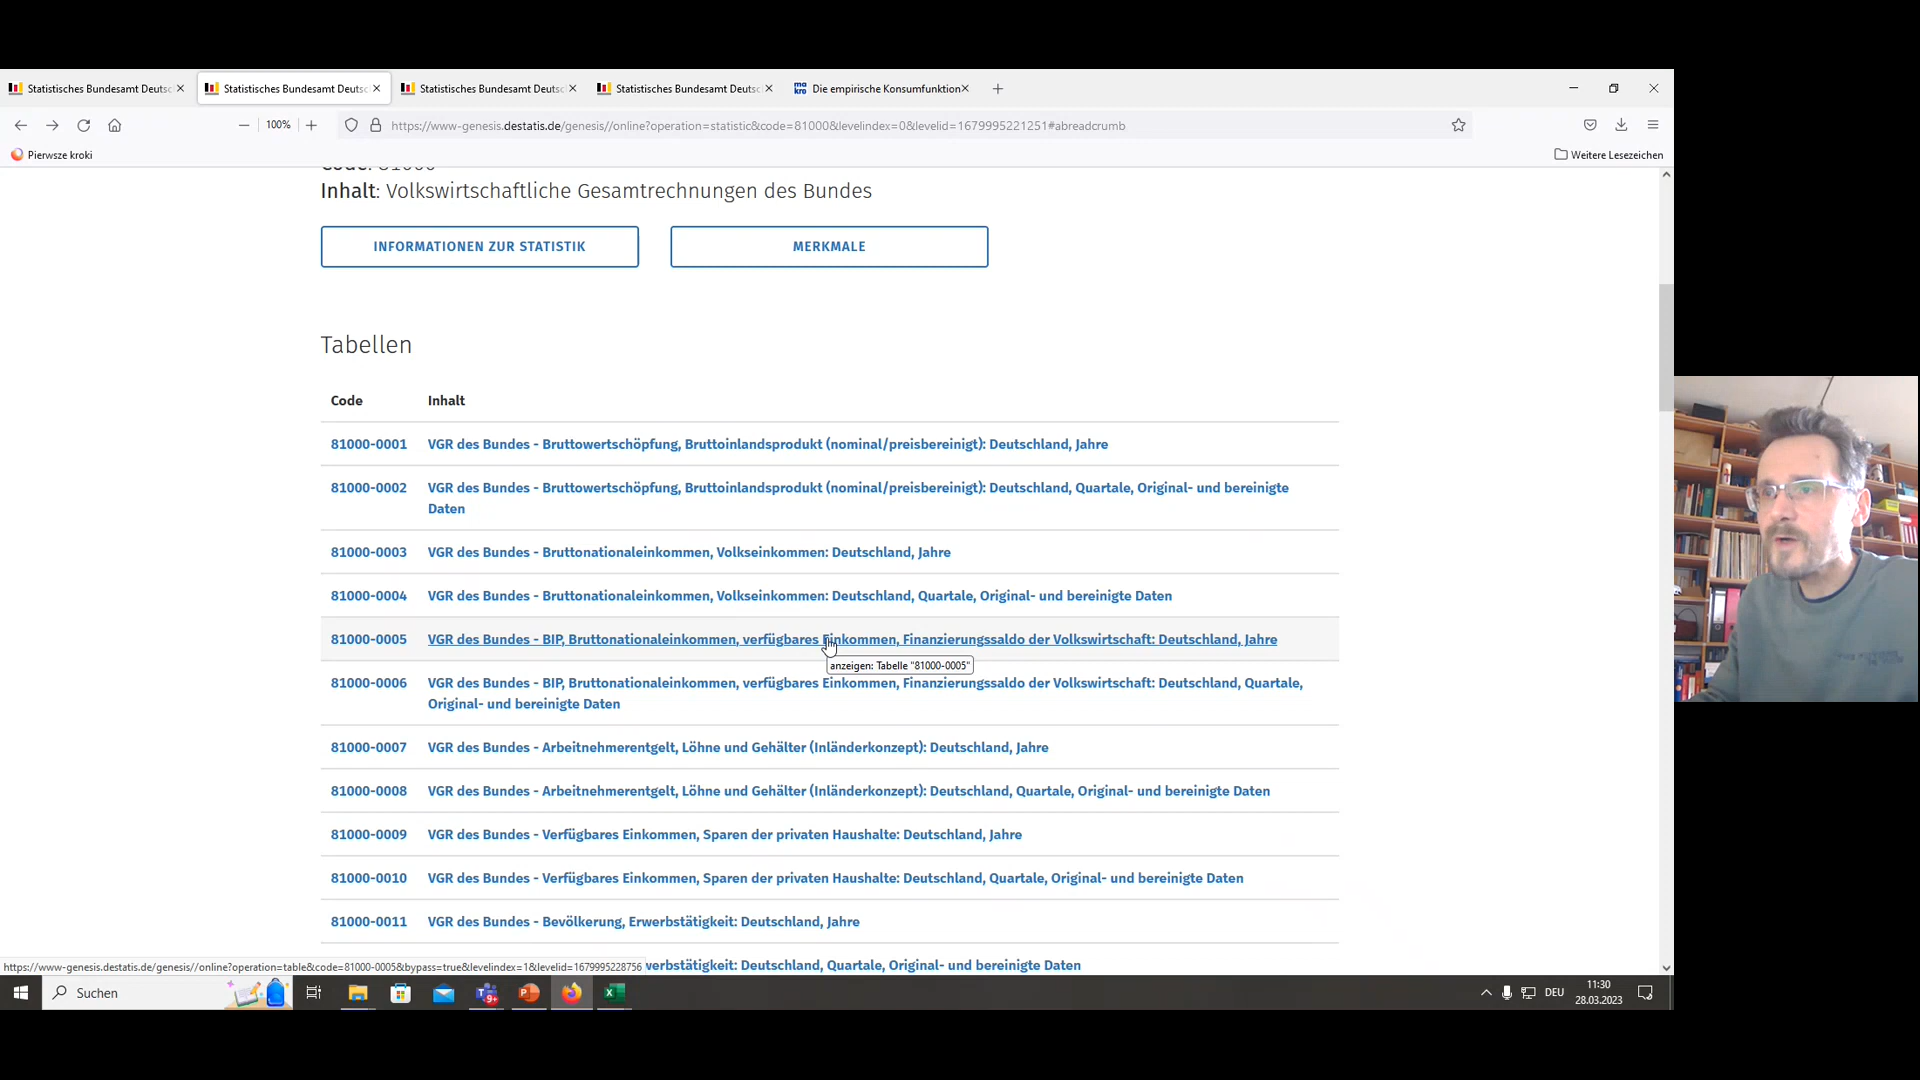 Statistisches Bundesamt Deutsc
Statistisches Bundesamt Deutsc
Statistisches Bundesamt Deutsc
Statistisches Bundesamt Deutsc
Die empirische Konsumfunktion
100%
https://www-genesis.destatis.de/genesis//online?operation=statistic&code=81000&levelindex=0&levelid=1679995221251#abreadcrumb
Pierwsze kroki
Weitere Lesezeichen
Code: 81000
Inhalt: Volkswirtschaftliche Gesamtrechnungen des Bundes
INFORMATIONEN ZUR STATISTIK
MERKMALE
Tabellen
Code Inhalt
81000-0001 VGR des Bundes - Bruttowertschöpfung, Bruttoinlandsprodukt (nominal/preisbereinigt): Deutschland, Jahre
81000-0002 VGR des Bundes - Bruttowertschöpfung, Bruttoinlandsprodukt (nominal/preisbereinigt): Deutschland, Quartale, Original- und bereinigte
Daten
81000-0003 VGR des Bundes - Bruttonationaleinkommen, Volkseinkommen: Deutschland, Jahre
81000-0004 VGR des Bundes - Bruttonationaleinkommen, Volkseinkommen: Deutschland, Quartale, Original- und bereinigte Daten
81000-0005 VGR des Bundes - BIP, Bruttonationaleinkommen, verfügbares Einkommen, Finanzierungssaldo der Volkswirtschaft: Deutschland, Jahre
anzeigen: Tabelle "81000-0005"
81000-0006 VGR des Bundes - BIP, Bruttonationaleinkommen, verfügbares Einkommen, Finanzierungssaldo der Volkswirtschaft: Deutschland, Quartale,
Original- und bereinigte Daten
81000-0007 VGR des Bundes - Arbeitnehmerentgelt, Löhne und Gehälter (Inländerkonzept): Deutschland, Jahre
81000-0008 VGR des Bundes - Arbeitnehmerentgelt, Löhne und Gehälter (Inländerkonzept): Deutschland, Quartale, Original- und bereinigte Daten
81000-0009 VGR des Bundes - Verfügbares Einkommen, Sparen der privaten Haushalte: Deutschland, Jahre
81000-0010 VGR des Bundes - Verfügbares Einkommen, Sparen der privaten Haushalte: Deutschland, Quartale, Original- und bereinigte Daten
81000-0011 VGR des Bundes - Bevölkerung, Erwerbstätigkeit: Deutschland, Jahre
https://www-genesis.destatis.de/genesis//online?operation=table&code=81000-0005&bypass=true&levelindex=1&levelid=1679995228756 werbstätigkeit: Deutschland, Quartale, Original- und bereinigte Daten
Suchen
9+
DEU
11:30
28.03.2023